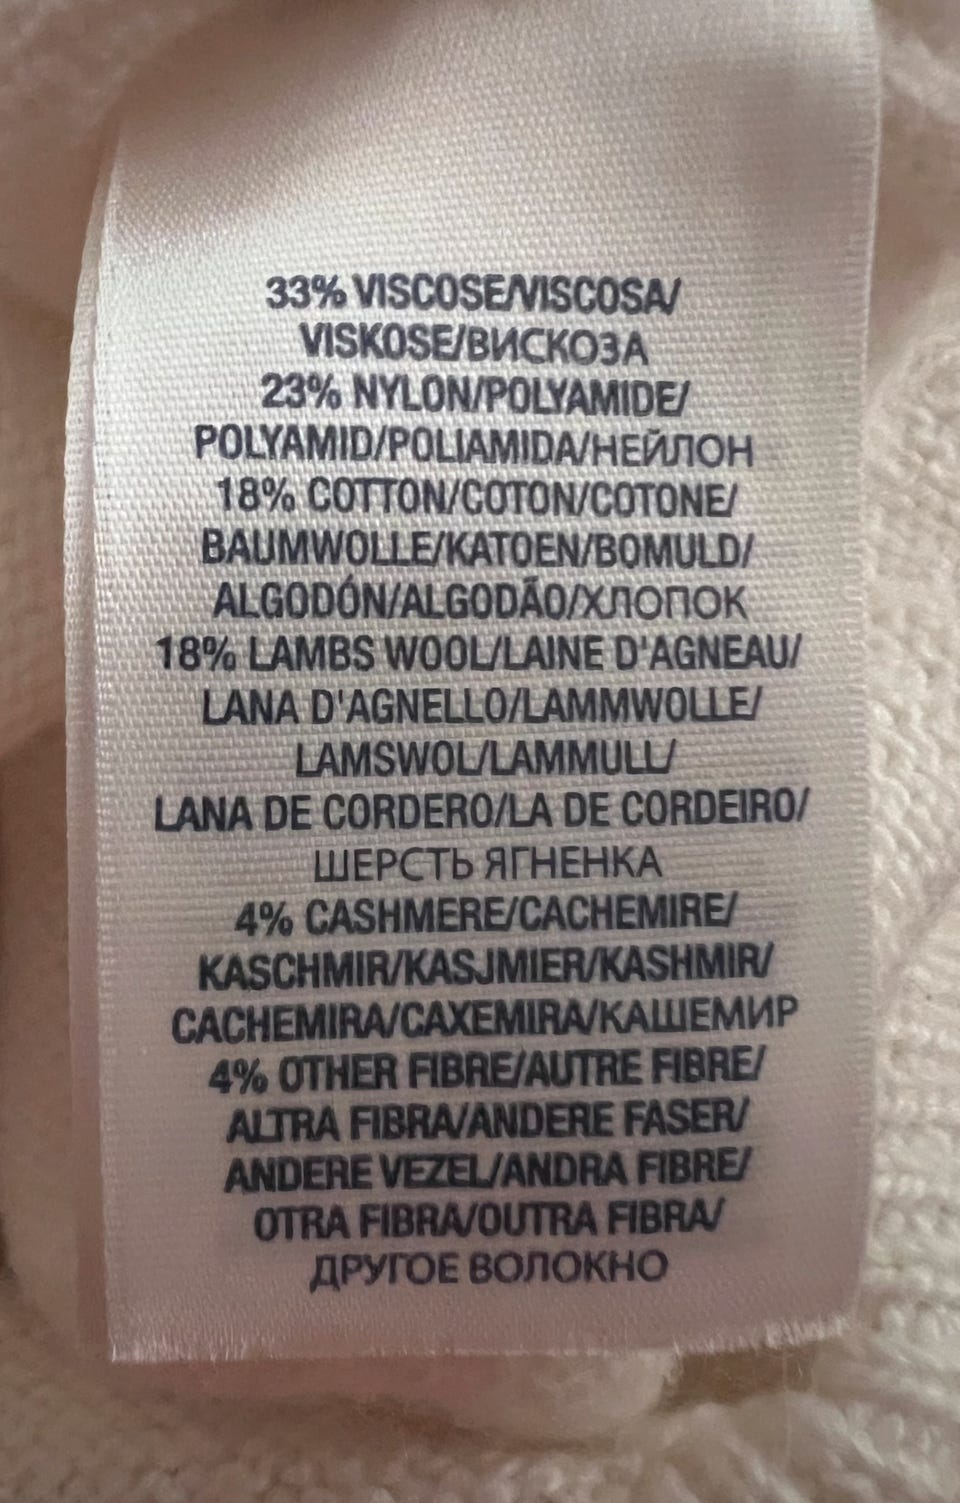 33% VISCOSE/VISCOSA/
VISKOSE/ВИСКОЗА
23% NYLON/POLYAMIDE/
POLYAMID/POLIAMIDA/НЕЙЛОН
18% COTTON/COTON/COTONE/
BAUMWOLLE/KATOEN/BOMULD/
ALGODÓN/ALGODÃO/ХЛОПОК
18% LAMBS WOOL/LAINE D'AGNEAU/
LANA D'AGNELLO/LAMMWOLLE/
LAMSWOL/LAMMULL/
LANA DE CORDERO/LA DE CORDEIRO/
ШЕРСТЬ ЯГНЕНКА
4% CASHMERE/CACHEMIRE/
KASCHMIR/KASJMIER/KASHMIR/
CACHEMIRA/CAXEMIRA/КАШЕМИР
4% OTHER FIBRE/AUTRE FIBRE/
ALTRA FIBRA/ANDERE FASER/
ANDERE VEZEL/ANDRA FIBRE/
OTRA FIBRA/OUTRA FIBRA/
ДРУГОЕ ВОЛОКНО